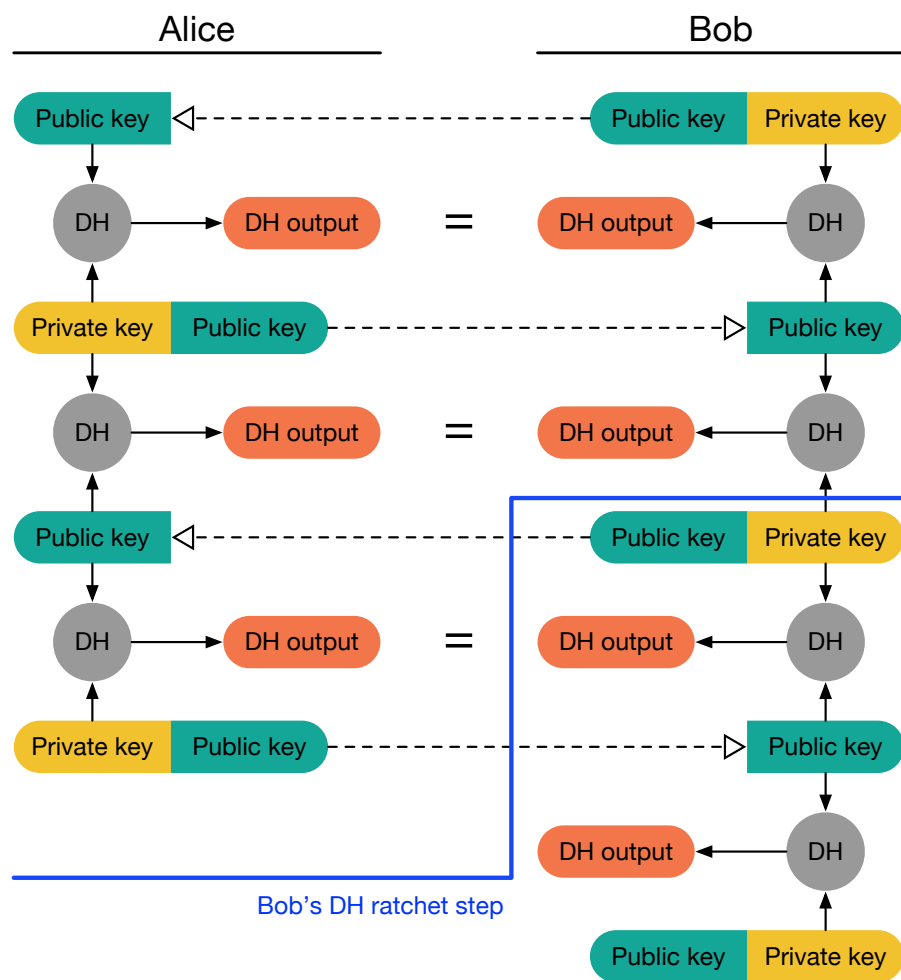 Alice Bob
Public key Public key Private key
DH DH output = DH output DH
Private key Public key Public key
DH DH output = DH output DH
Public key Public key Private key
DH DH output = DH output DH
Private key Public key Public key
DH output DH
Bob’s DH ratchet step
Public key Private key